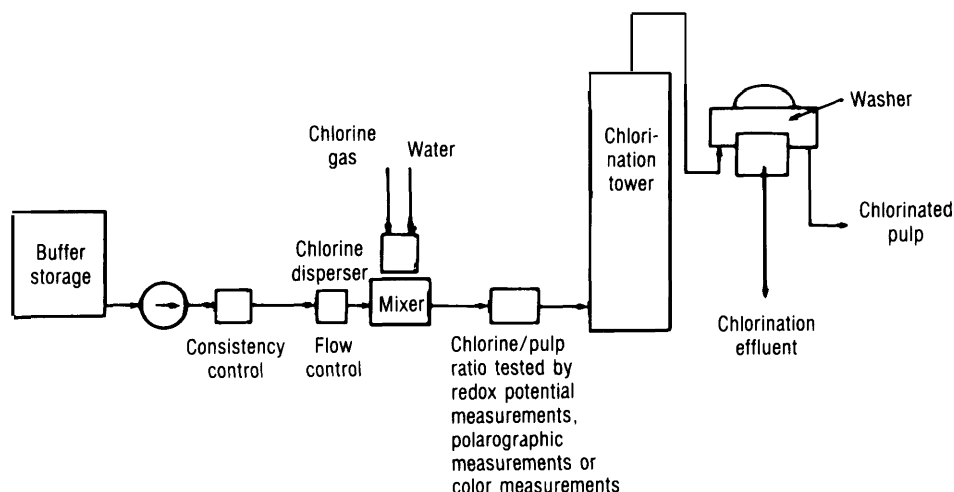 Buffer
storage
Consistency
control
Chlorine
disperser
Flow
control
Chlorine
gas
Water
Mixer
Chlorine/pulp
ratio tested by
redox potential
measurements,
polarographic
measurements or
color measurements
Chlori-
nation
tower
Washer
Chlorinated
pulp
Chlorination
effluent